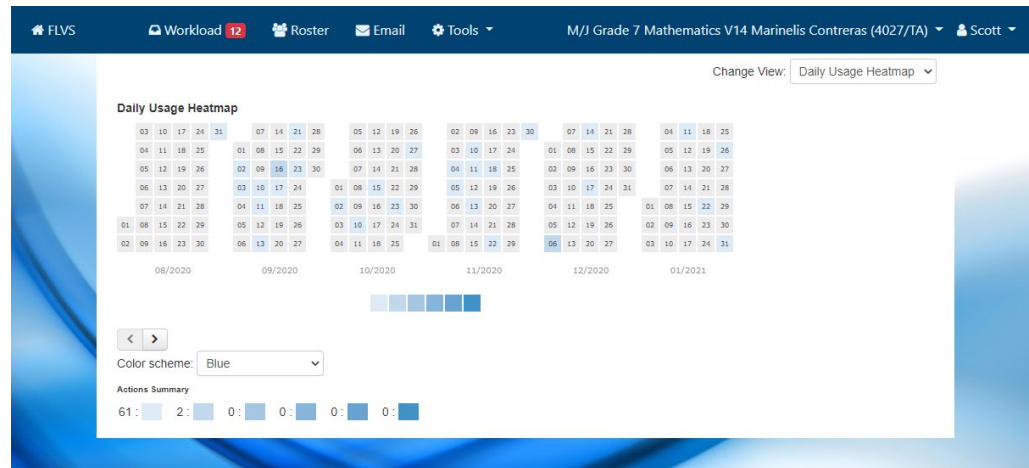 FLVS Workload 12 Roster Email Tools M/J Grade 7 Mathematics V14 Marinelis Contreras (4027/TA) Scott
Change View: Daily Usage Heatmap
Daily Usage Heatmap
03 10 17 24 31 07 14 21 28 05 12 19 26 02 09 16 23 30 07 14 21 28 04 11 18 25
04 11 18 25 01 08 15 22 29 06 13 20 27 03 10 17 24 01 08 15 22 29 05 12 19 26
05 12 19 26 02 09 16 23 30 07 14 21 28 04 11 18 25 02 09 16 23 30 06 13 20 27
06 13 20 27 03 10 17 24 01 08 15 22 29 05 12 19 26 03 10 17 24 31 07 14 21 28
07 14 21 28 04 11 18 25 02 09 16 23 30 06 13 20 27 04 11 18 25 01 08 15 22 29
01 08 15 22 29 05 12 19 26 03 10 17 24 31 07 14 21 28 05 12 19 26 02 09 16 23 30
02 09 16 23 30 06 13 20 27 04 11 18 25 01 08 15 22 29 06 13 20 27 03 10 17 24 31
08/2020 09/2020 10/2020 11/2020 12/2020 01/2021
Color scheme: Blue
Actions Summary
61 : 2 : 0 : 0 : 0 : 0 :